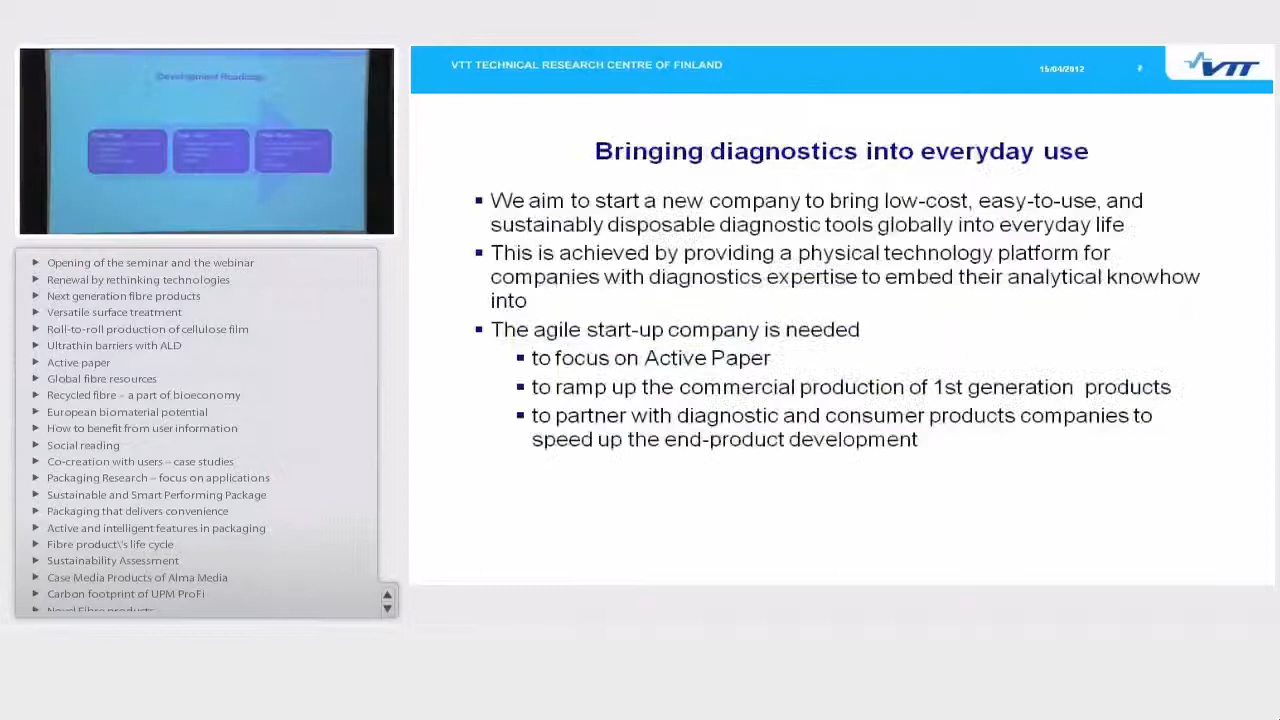 Development Roadmap
Opening of the seminar and the webinar
Renewal by rethinking technologies
Next generation fibre products
Versatile surface treatment
Roll-to-roll production of cellulose film
Ultrathin barriers with ALD
Active paper
Global fibre resources
Recycled fibre – a part of bioeconomy
European biomaterial potential
How to benefit from user information
Social reading
Co-creation with users – case studies
Packaging Research – focus on applications
Sustainable and Smart Performing Package
Packaging that delivers convenience
Active and intelligent features in packaging
Fibre product\'s life cycle
Sustainability Assessment
Case Media Products of Alma Media
Carbon footprint of UPM ProFi
Novel Fibre products
VTT TECHNICAL RESEARCH CENTRE OF FINLAND
15/04/2012
VTT
Bringing diagnostics into everyday use
We aim to start a new company to bring low-cost, easy-to-use, and
sustainably disposable diagnostic tools globally into everyday life
This is achieved by providing a physical technology platform for
companies with diagnostics expertise to embed their analytical knowhow
into
The agile start-up company is needed
to focus on Active Paper
to ramp up the commercial production of 1st generation products
to partner with diagnostic and consumer products companies to
speed up the end-product development